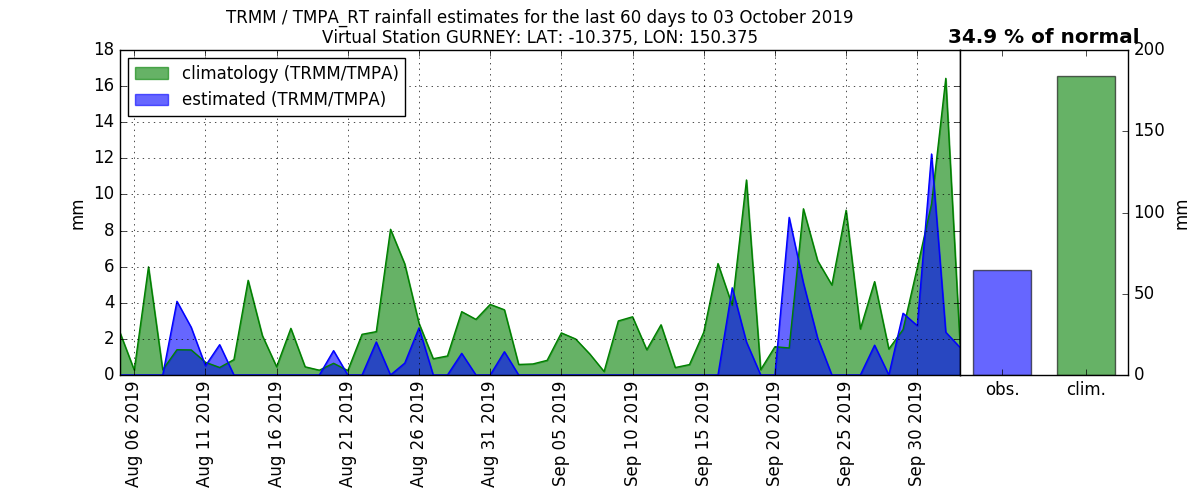 TRMM / TMPA_RT rainfall estimates for the last 60 days to 03 October 2019
Virtual Station GURNEY: LAT: -10.375, LON: 150.375
34.9 % of normal
climatology (TRMM/TMPA)
estimated (TRMM/TMPA)
18
16
14
12
10
8
6
4
2
0
mm
200
150
100
50
0
mm
Aug 06 2019
Aug 11 2019
Aug 16 2019
Aug 21 2019
Aug 26 2019
Aug 31 2019
Sep 05 2019
Sep 10 2019
Sep 15 2019
Sep 20 2019
Sep 25 2019
Sep 30 2019
obs.
clim.